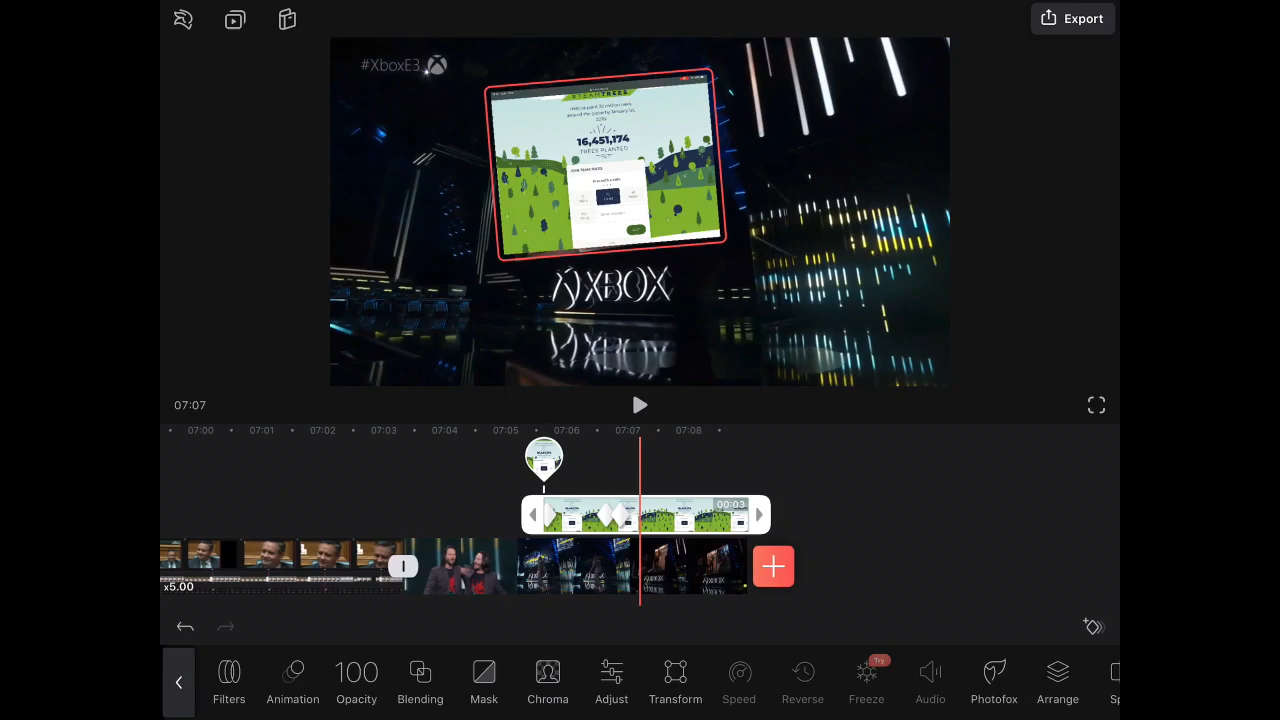 Export
#XboxE3
TEAMTREES
16,451,174
TREES PLANTED
XBOX
07:07
07:00
07:01
07:02
07:03
07:04
07:05
07:06
07:07
07:08
00:03
x5.00
100
Try
Filters
Animation
Opacity
Blending
Mask
Chroma
Adjust
Transform
Speed
Reverse
Freeze
Audio
Photofox
Arrange
Sp